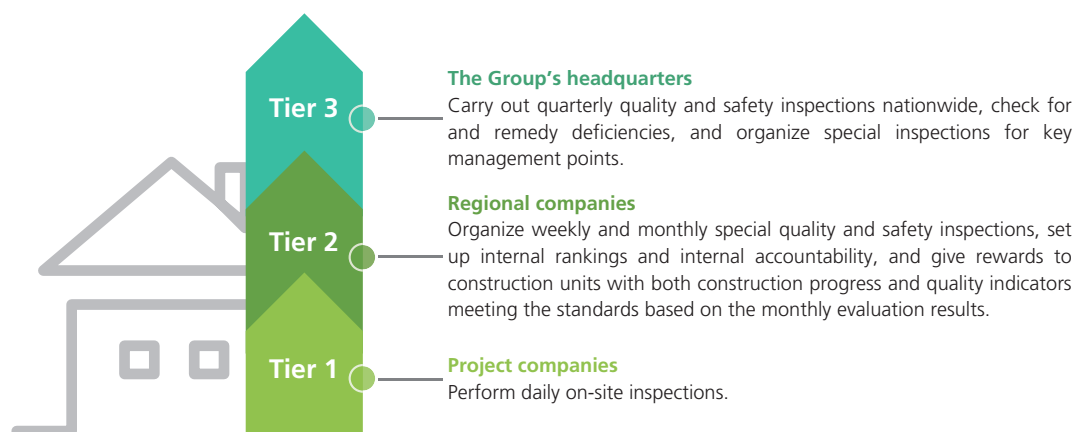 Tier 3
The Group's headquarters
Carry out quarterly quality and safety inspections nationwide, check for
and remedy deficiencies, and organize special inspections for key
management points.
Tier 2
Regional companies
Organize weekly and monthly special quality and safety inspections, set
up internal rankings and internal accountability, and give rewards to
construction units with both construction progress and quality indicators
meeting the standards based on the monthly evaluation results.
Tier 1
Project companies
Perform daily on-site inspections.